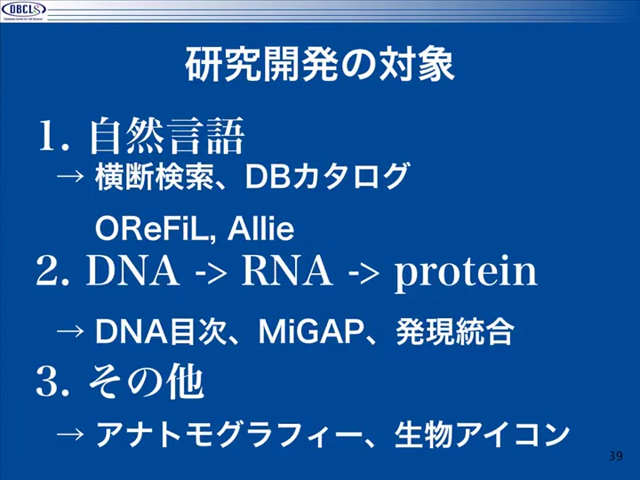 DBCLS
研究開発の対象
1. 自然言語
→ 横断検索、DBカタログ
OReFiL, Allie
2. DNA -> RNA -> protein
→ DNA目次、MiGAP、発現統合
3. その他
→ アナトモグラフィー、生物アイコン
39